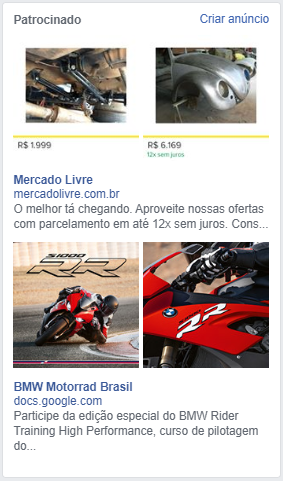 Patrocinado
Criar anúncio
R$ 1.999
R$ 6.169
12x sem juros
Mercado Livre
mercadolivre.com.br
O melhor tá chegando. Aproveite nossas ofertas
com parcelamento em até 12x sem juros. Cons...
S1000
RR
RR
BMW Motorrad Brasil
docs.google.com
Participe da edição especial do BMW Rider
Training High Performance, curso de pilotagem
do...